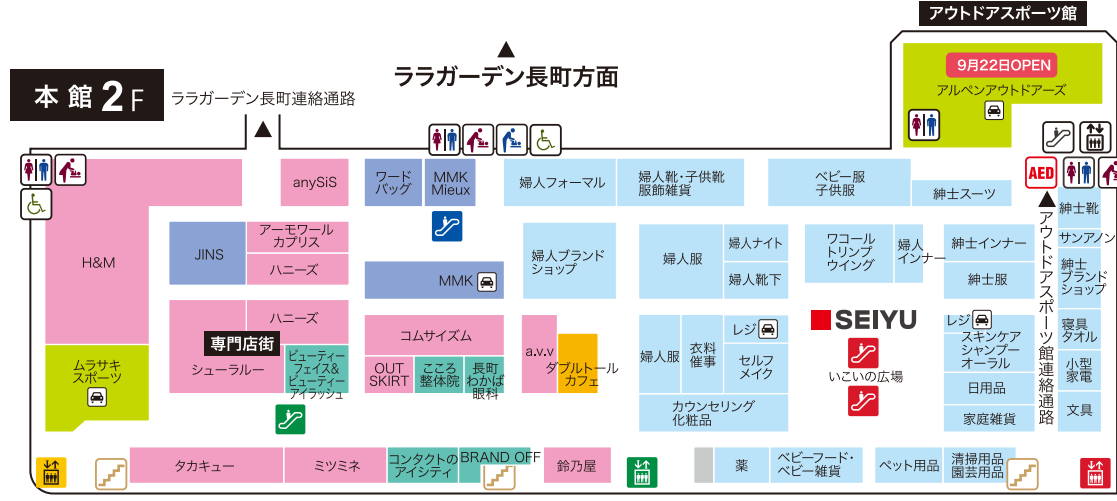 アウトドアスポーツ館
9月22日OPEN
アルペンアウトドアーズ
ララガーデン長町方面
本館2F
ララガーデン長町連絡通路
anySiS
ワード
バッグ
MMK
Mieux
婦人フォーマル
婦人靴・子供靴
服飾雑貨
ベビー服
子供服
紳士スーツ
AED
紳士靴
H&M
JINS
アーモワール
カプリス
ハニーズ
MMK
婦人ブランド
ショップ
婦人服
婦人ナイト
婦人靴下
ワコール
トリンプ
ウイング
婦人
インナー
紳士インナー
紳士服
サンアノン
紳士
ブランド
ショップ
アウトドアスポーツ館連絡通路
ハニーズ
専門店街
シューラルー
ビューティー
フェイス&
ビューティー
アイラッシュ
コムサイズム
OUT
SKIRT
こころ
整体院
長町
わかば
眼科
a.v.v
ダブルトール
カフェ
婦人服
衣料
催事
レジ
セルフ
メイク
カウンセリング
化粧品
SEIYU
いこいの広場
レジ
スキンケア
シャンプー
オーラル
日用品
家庭雑貨
寝具
タオル
小型
家電
文具
ムラサキ
スポーツ
タカキュー
ミツミネ
コンタクトの
アイシティ
BRAND OFF
鈴乃屋
薬
ベビーフード・
ベビー雑貨
ペット用品
清掃用品
園芸用品